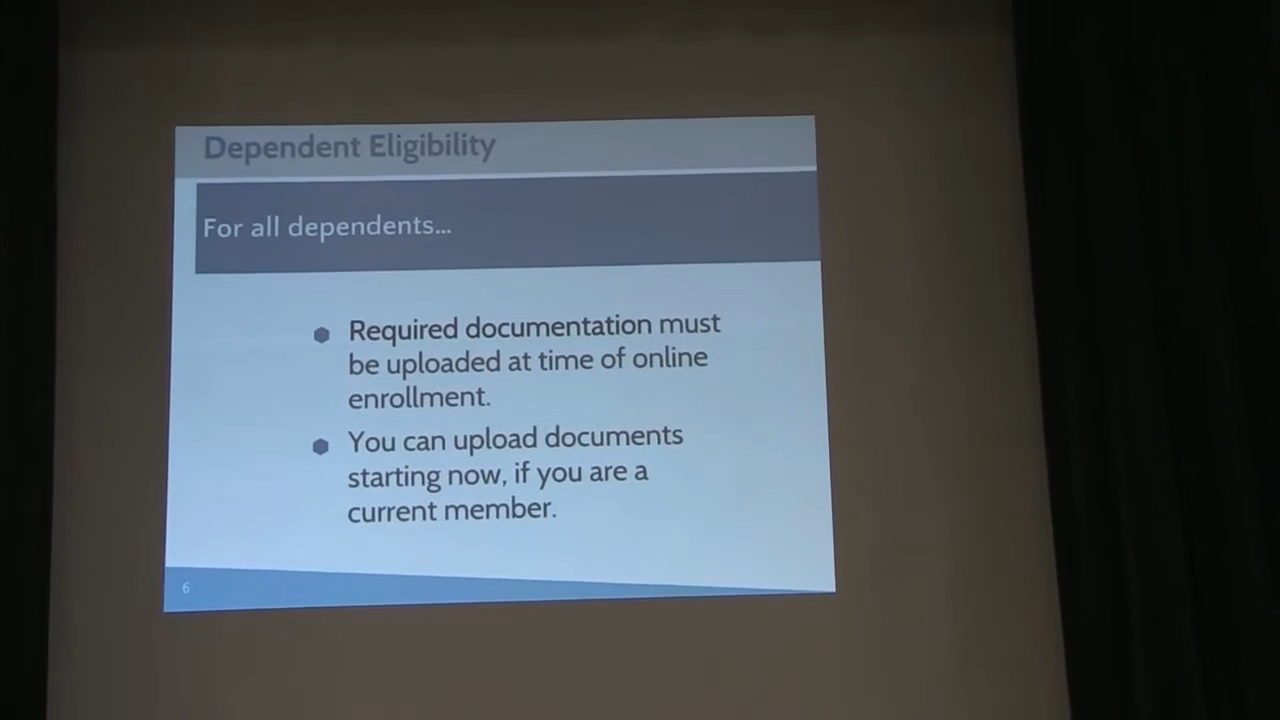 Dependent Eligibility
For all dependents...
Required documentation must
be uploaded at time of online
enrollment.
You can upload documents
starting now, if you are a
current member.
6